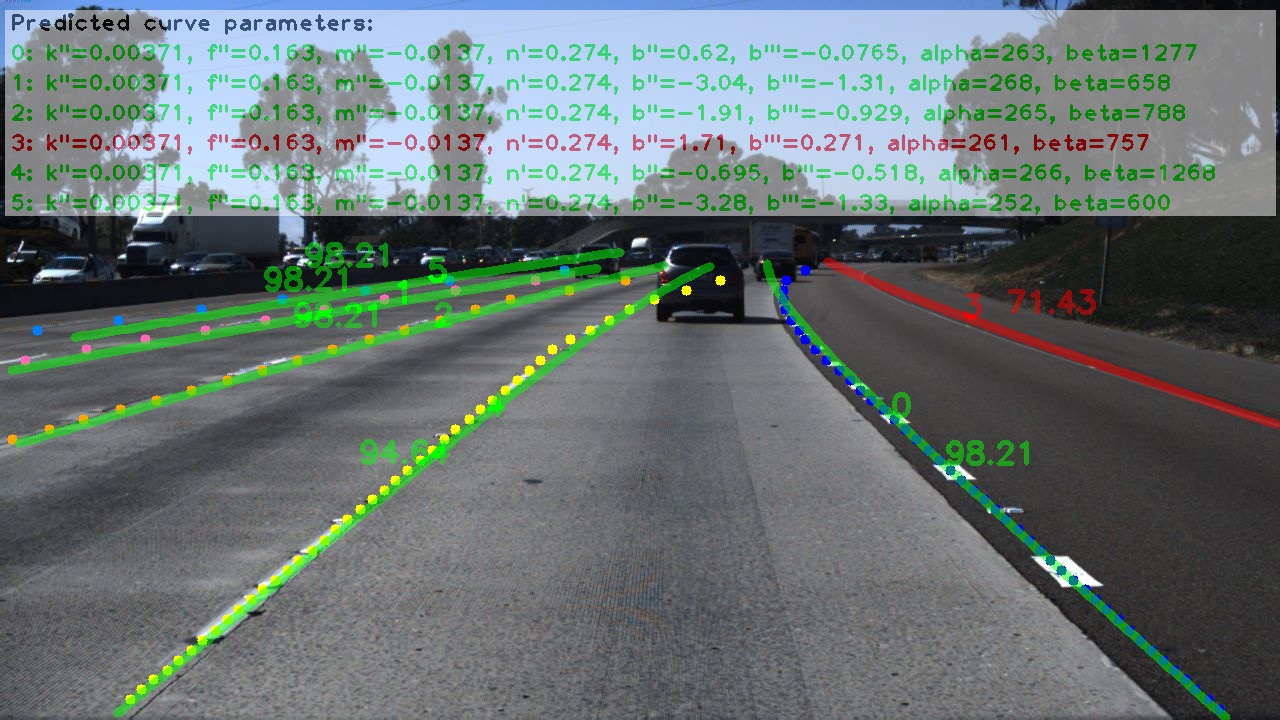 Predicted curve parameters:
0: k''=0.00371, f''=0.163, m''=−0.0137, n'=0.274, b''=0.62, b'''=−0.0765, alpha=263, beta=1277
1: k''=0.00371, f''=0.163, m''=−0.0137, n'=0.274, b''=−3.04, b'''=−1.31, alpha=268, beta=658
2: k''=0.00371, f''=0.163, m''=−0.0137, n'=0.274, b''=−1.91, b'''=−0.929, alpha=265, beta=788
3: k''=0.00371, f''=0.163, m''=−0.0137, n'=0.274, b''=1.71, b'''=0.271, alpha=261, beta=757
4: k''=0.00371, f''=0.163, m''=−0.0137, n'=0.274, b''=−0.695, b'''=−0.518, alpha=266, beta=1268
5: k''=0.00371, f''=0.163, m''=−0.0137, n'=0.274, b''=−3.28, b'''=−1.33, alpha=252, beta=600
98.21
5
98.21
1
98.21
2
3 71.43
0
98.21